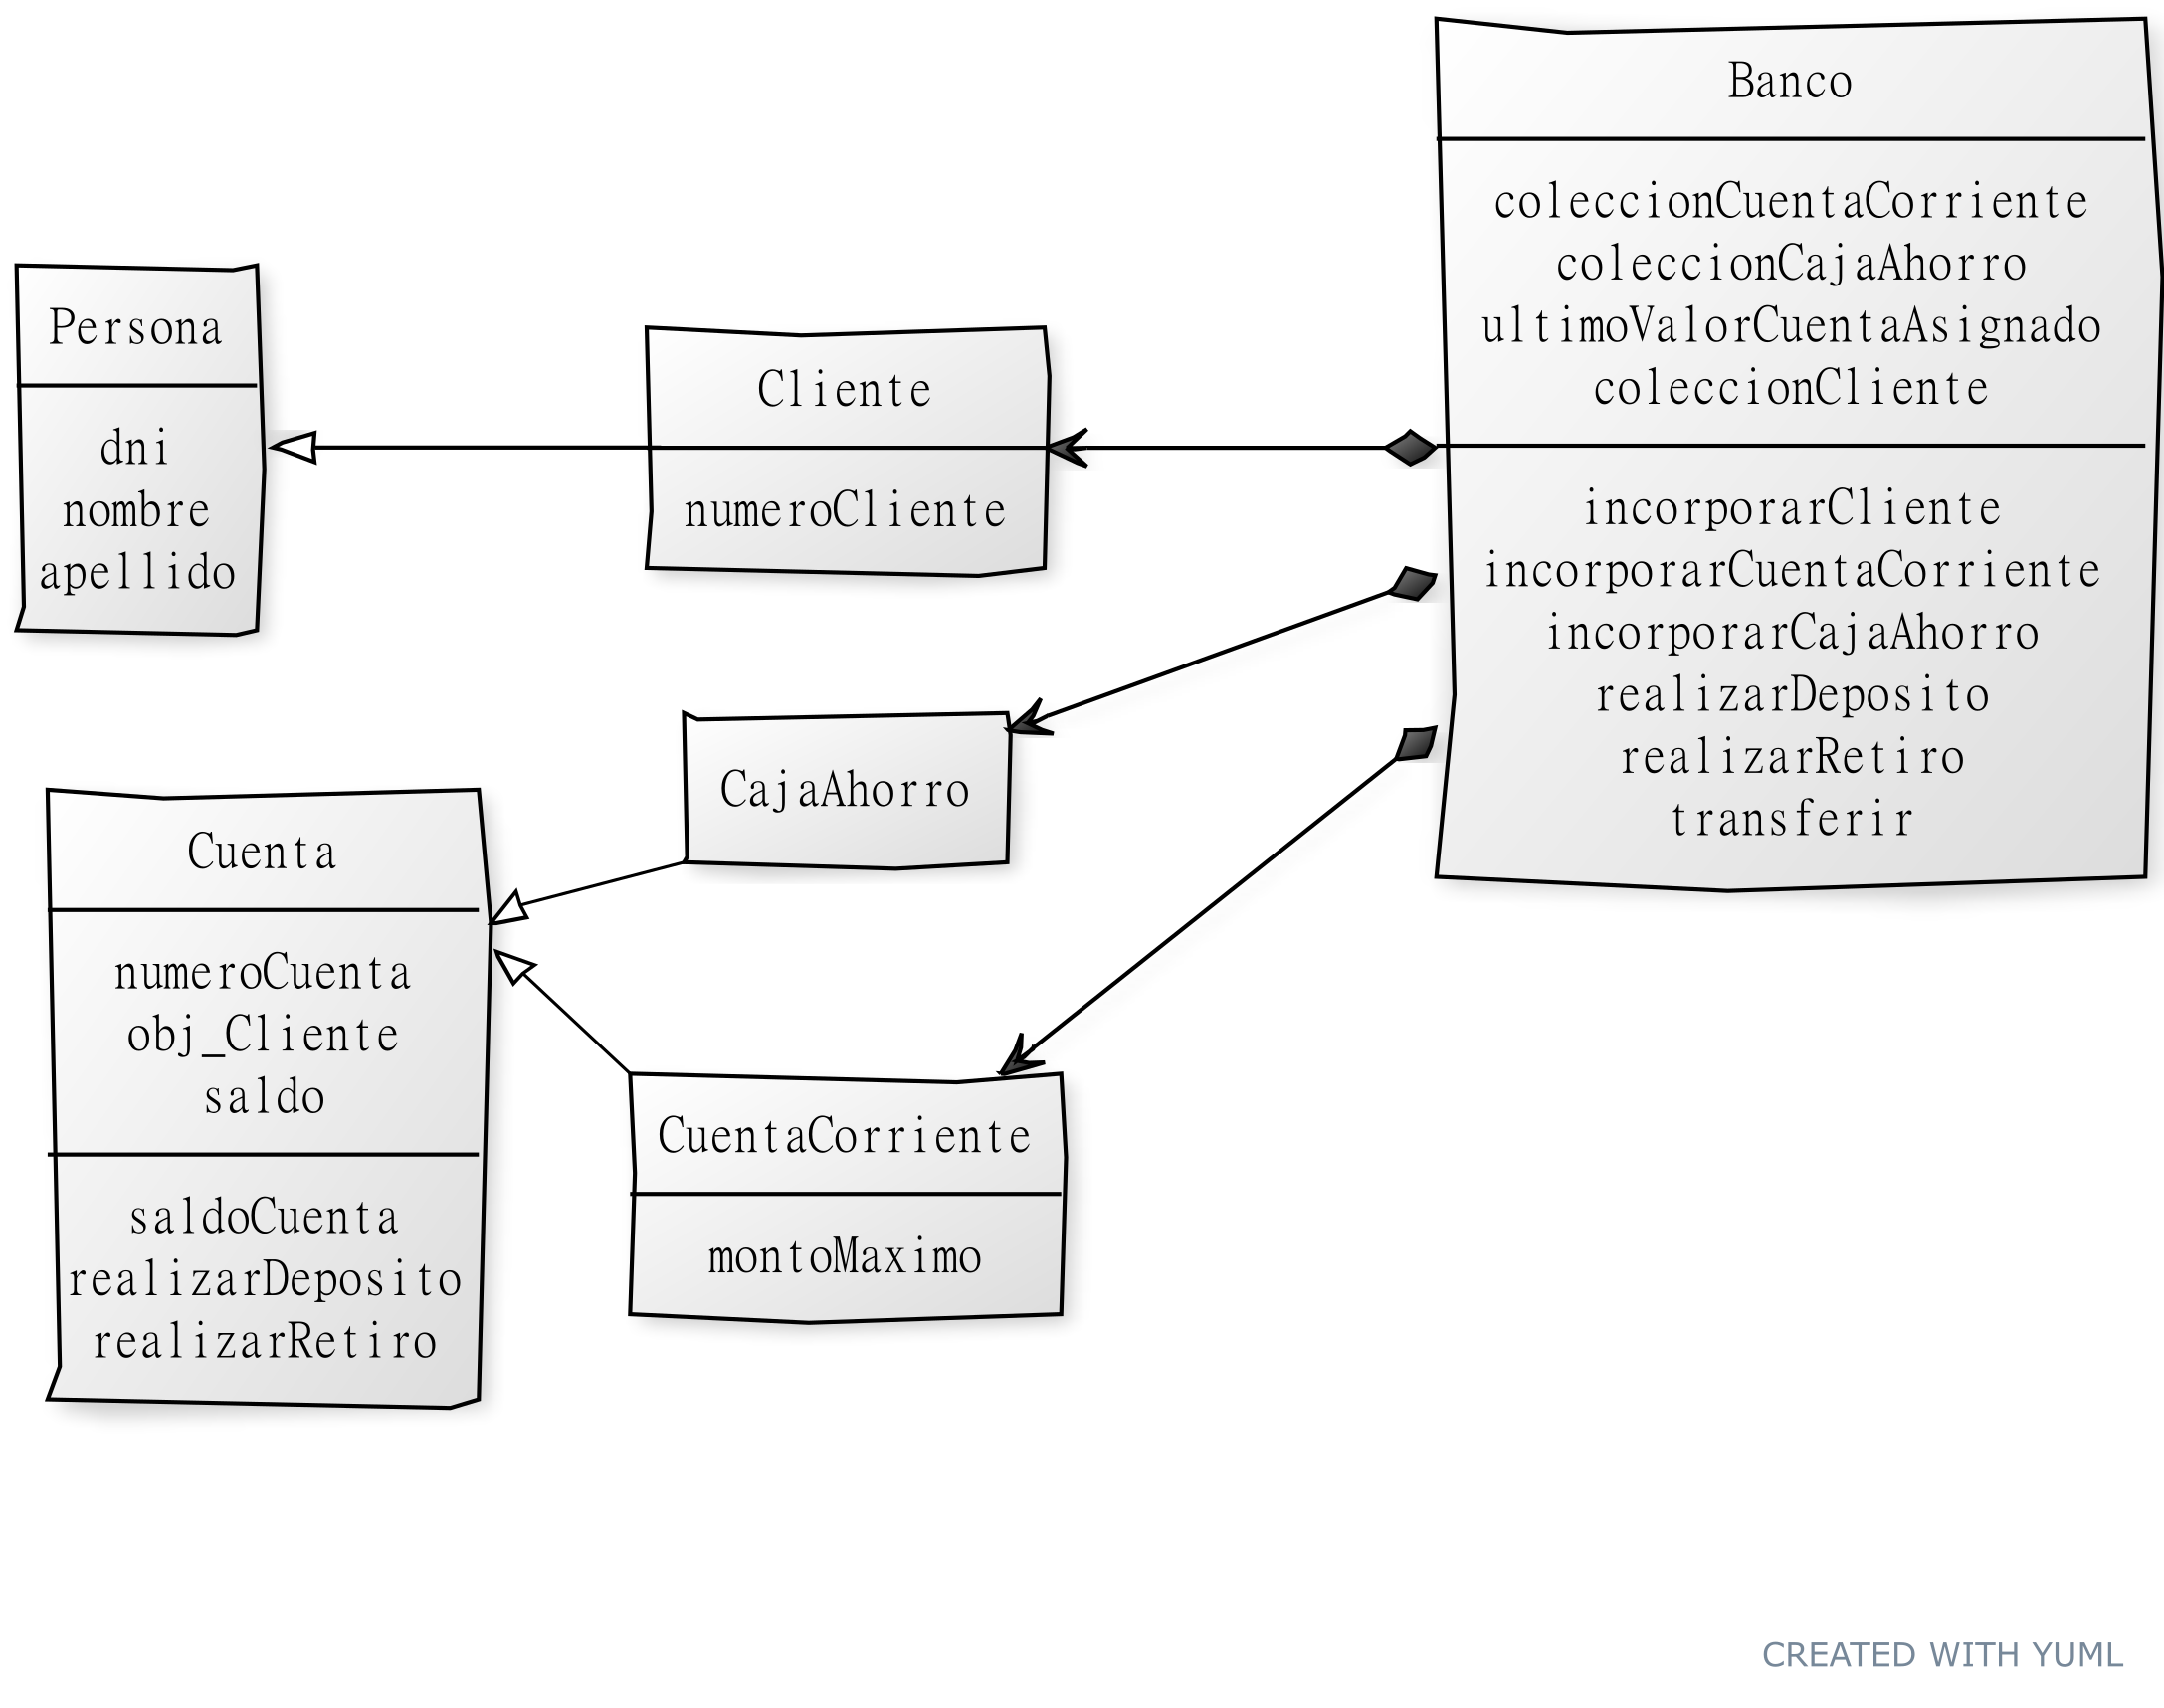 Persona
dni
nombre
apellido
Cliente
numeroCliente
Banco
coleccionCuentaCorriente
coleccionCajaAhorro
ultimoValorCuentaAsignado
coleccionCliente
incorporarCliente
incorporarCuentaCorriente
incorporarCajaAhorro
realizarDeposito
realizarRetiro
transferir
CajaAhorro
Cuenta
numeroCuenta
obj_Cliente
saldo
saldoCuenta
realizarDeposito
realizarRetiro
CuentaCorriente
montoMaximo
CREATED WITH YUML